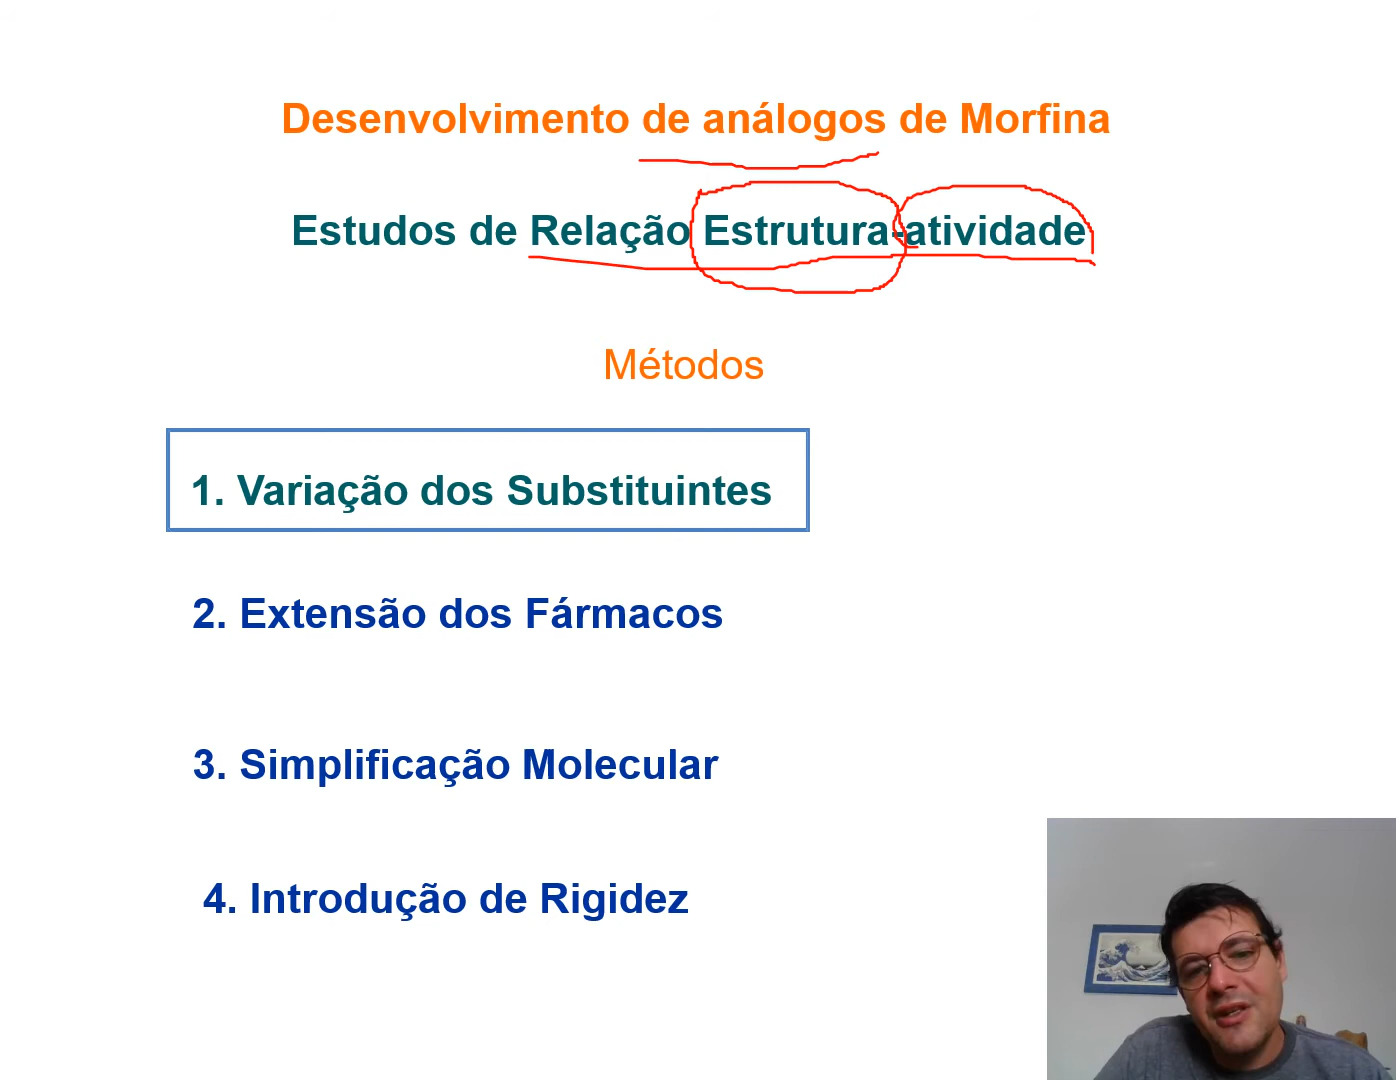 Desenvolvimento de análogos de Morfina
Estudos de Relação Estrutura-atividade
Métodos
1. Variação dos Substituintes
2. Extensão dos Fármacos
3. Simplificação Molecular
4. Introdução de Rigidez